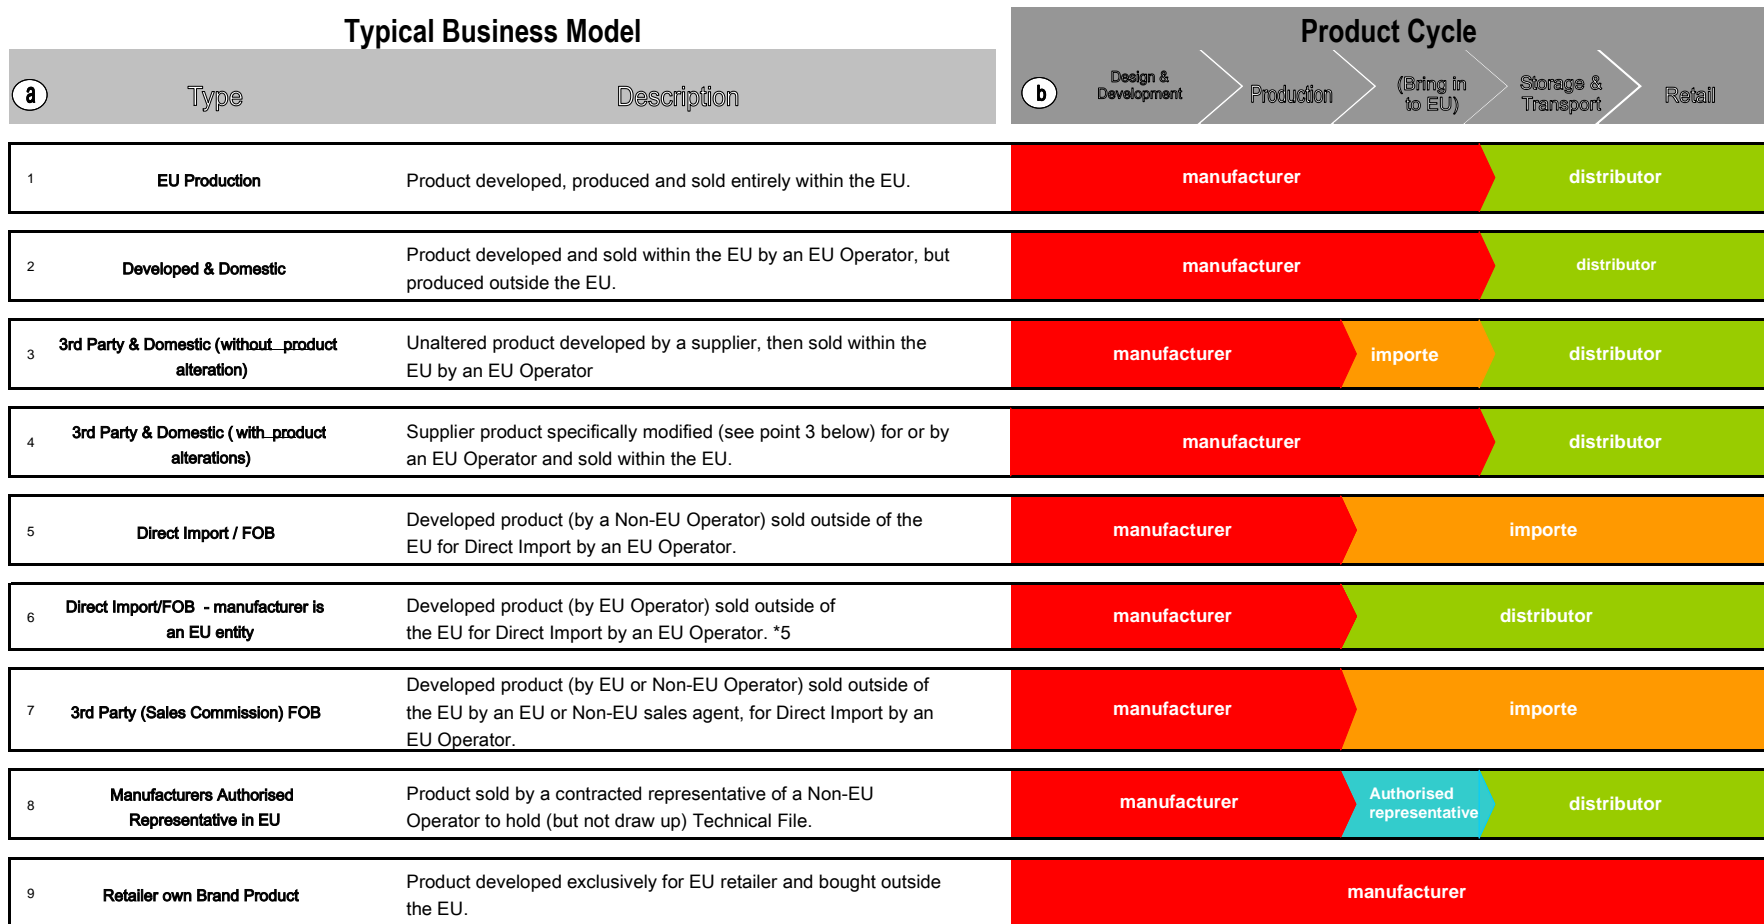 Typical Business Model
Product Cycle
a
Type
Description
b
Design &
Development
Production
(Bring in
to EU)
Storage &
Transport
Retail
1
EU Production
Product developed, produced and sold entirely within the EU.
manufacturer
distributor
2
Developed & Domestic
Product developed and sold within the EU by an EU Operator, but
produced outside the EU.
manufacturer
distributor
3
3rd Party & Domestic (without product
alteration)
Unaltered product developed by a supplier, then sold within the
EU by an EU Operator
manufacturer
importe
distributor
4
3rd Party & Domestic ( with product
alterations)
Supplier product specifically modified (see point 3 below) for or by
an EU Operator and sold within the EU.
manufacturer
distributor
5
Direct Import / FOB
Developed product (by a Non-EU Operator) sold outside of the
EU for Direct Import by an EU Operator.
manufacturer
importe
6
Direct Import/FOB - manufacturer is
an EU entity
Developed product (by EU Operator) sold outside of
the EU for Direct Import by an EU Operator. *5
manufacturer
distributor
7
3rd Party (Sales Commission) FOB
Developed product (by EU or Non-EU Operator) sold outside of
the EU by an EU or Non-EU sales agent, for Direct Import by an
EU Operator.
manufacturer
importe
8
Manufacturers Authorised
Representative in EU
Product sold by a contracted representative of a Non-EU
Operator to hold (but not draw up) Technical File.
manufacturer
Authorised
representative
distributor
9
Retailer own Brand Product
Product developed exclusively for EU retailer and bought outside
the EU.
manufacturer